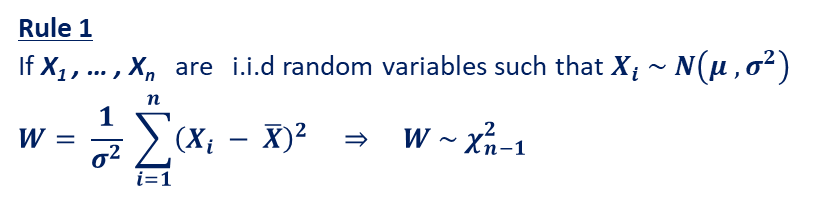 Rule 1
If X₁ , … , Xₙ are i.i.d random variables such that Xᵢ ~ N(μ , σ²)
W = 1/σ² ∑ᵢ₌₁ⁿ (Xᵢ − X̅)² ⇒ W ~ χ²ₙ₋₁